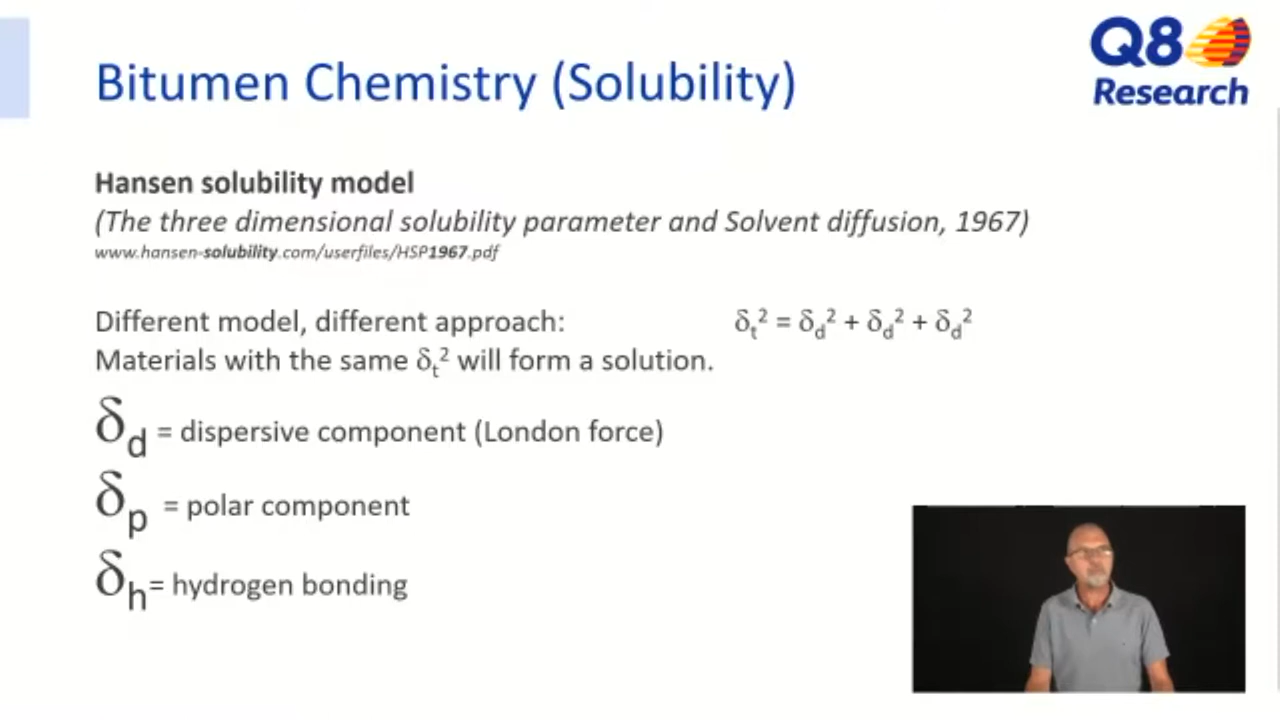 Bitumen Chemistry (Solubility)
Q8
Research
Hansen solubility model
(The three dimensional solubility parameter and Solvent diffusion, 1967)
www.hansen-solubility.com/userfiles/HSP1967.pdf
Different model, different approach: δt² = δd² + δd² + δd²
Materials with the same δt² will form a solution.
δd = dispersive component (London force)
δp = polar component
δh= hydrogen bonding